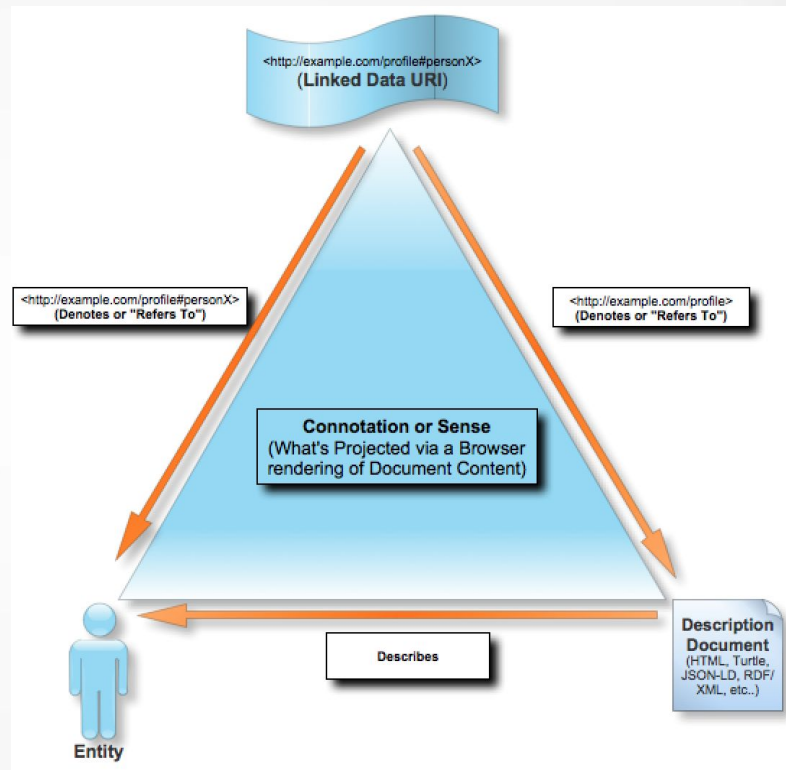 <http://example.com/profile#personX>
(Linked Data URI)
<http://example.com/profile#personX>
(Denotes or "Refers To")
<http://example.com/profile>
(Denotes or "Refers To")
Connotation or Sense
(What's Projected via a Browser
rendering of Document Content)
Describes
Description
Document
(HTML, Turtle,
JSON-LD, RDF/
XML, etc..)
Entity